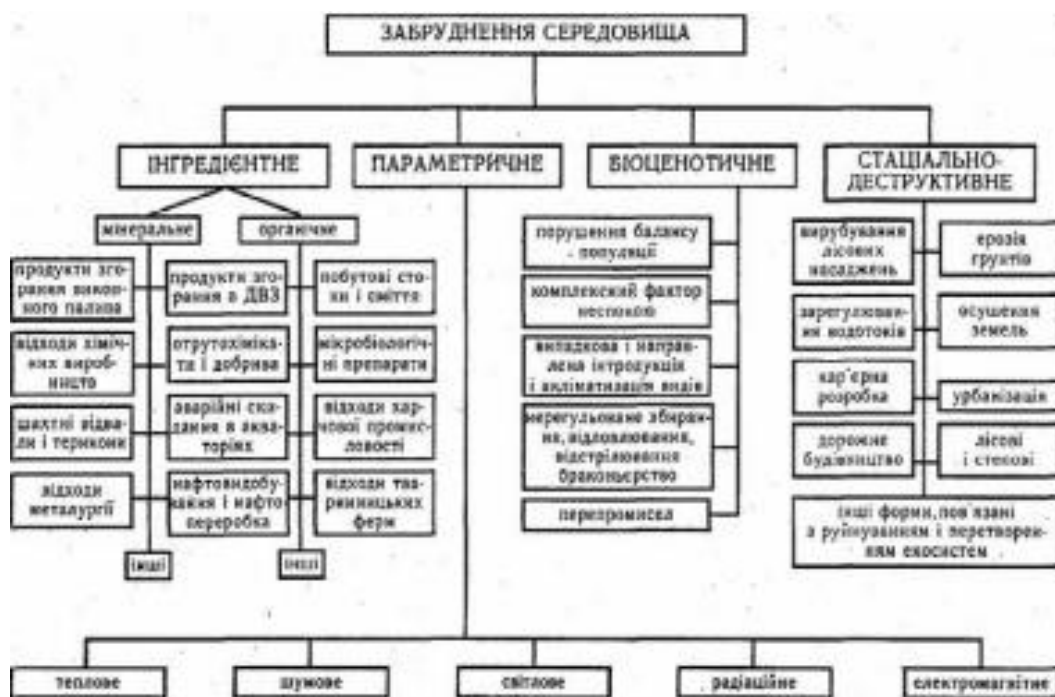 ЗАБРУДНЕННЯ СЕРЕДОВИЩА
ІНГРЕДІЄНТНЕ
ПАРАМЕТРИЧНЕ
БІОЦЕНОТИЧНЕ
СТАЦІАЛЬНО-
ДЕСТРУКТИВНЕ
мінеральне
органічне
продукти зго-
рання викоп-
ного палива
відходи хіміч-
них вироб-
ництв
шахтні відва-
ли і терикони
відходи
металургії
інші
продукти зго-
рання в ДВЗ
отрутохімік-
ати і добрива
аварійні ски-
дання в аква-
торіях
нафтовидобу-
вання і нафто-
переробка
побутові сто-
ки і сміття
мікробіологіч-
ні препарати
відходи хар-
чової промис-
ловості
відходи тва-
ринницьких
ферм
інші
порушення балансу
популяції
комплексний фактор
неспокою
випадкова і направ-
лена інтродукція
і акліматизація видів
нерегульоване збиран-
ня, відловлювання,
відстрілювання
браконьєрство
перепромисел
вирубування
лісових
насаджень
ерозія
грунтів
зарегулюван-
ня водотоків
осушення
земель
кар'єрна
розробка
урбанізація
дорожнє
будівництво
лісові
і степові
інші форми, пов'язані
з руйнуванням і перетворен-
ням екосистем
теплове
шумове
світлове
радіаційне
електромагнітне